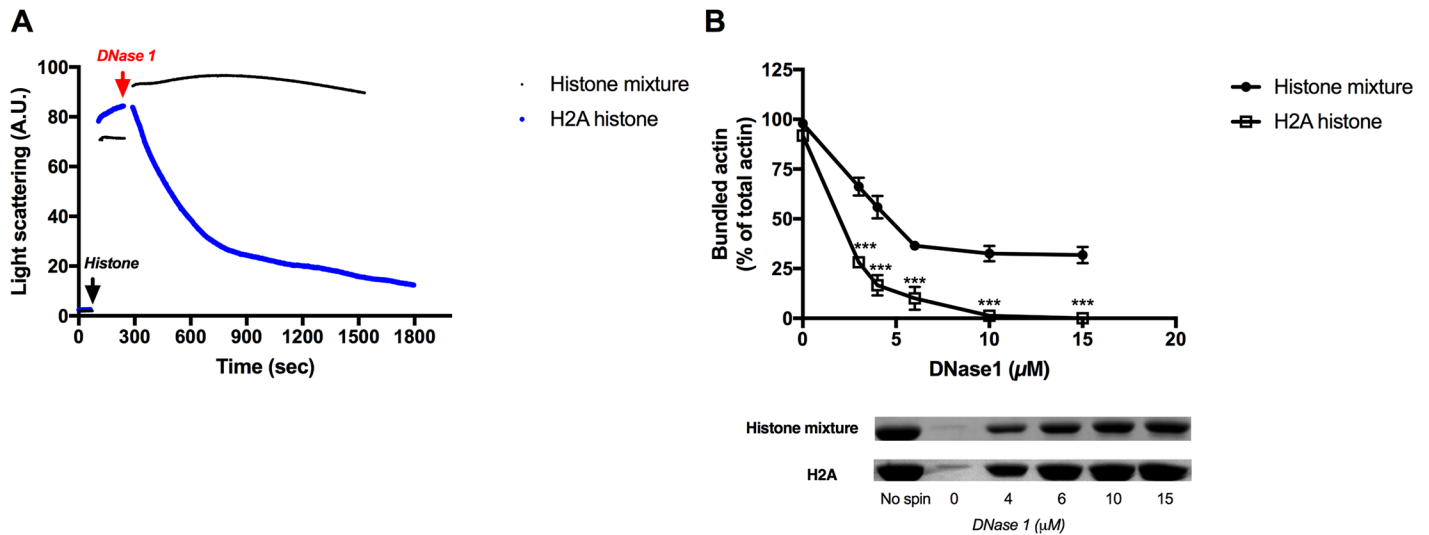 A
DNase 1
Histone
Light scattering (A.U.)
100
80
60
40
20
0
0 300 600 900 1200 1500 1800
Time (sec)
Histone mixture
H2A histone
B
Bundled actin
(% of total actin)
125
100
75
50
25
0
***
***
***
***
***
0 5 10 15 20
DNase1 (µM)
Histone mixture
H2A histone
Histone mixture
H2A
No spin 0 4 6 10 15
DNase 1 (µM)